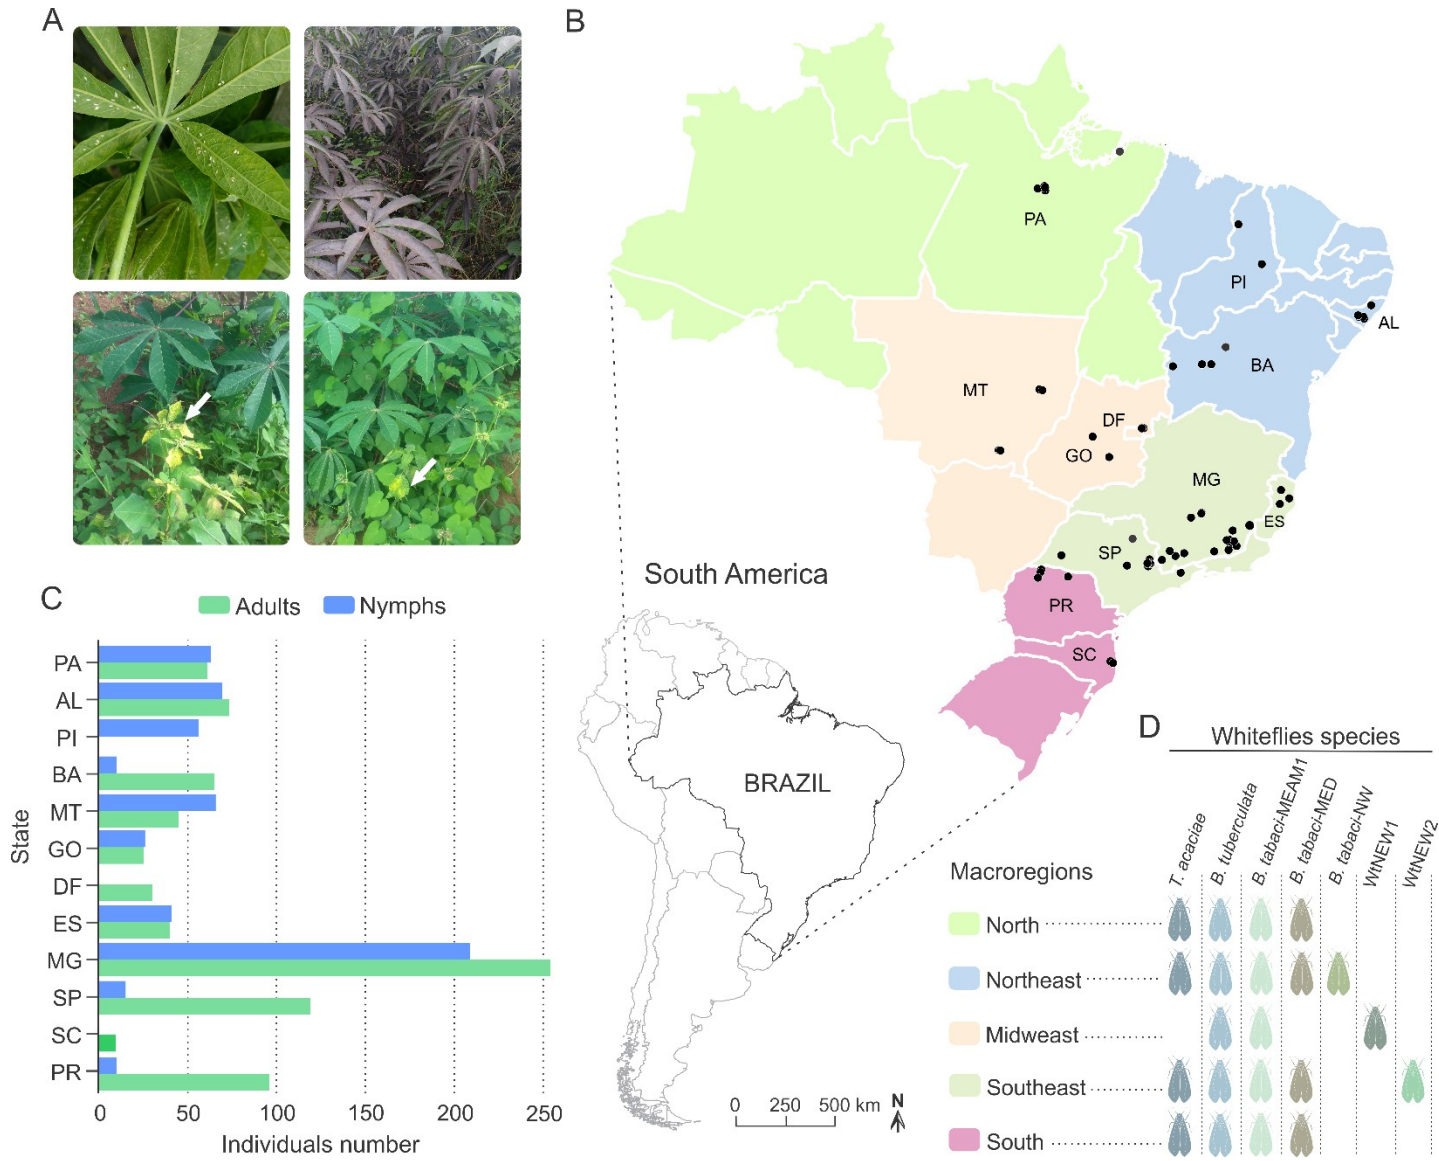 A
B
PA
PI
AL
BA
MT
DF
GO
MG
ES
SP
PR
SC
South America
BRAZIL
0 250 500 km
N
C
Adults Nymphs
State
PA
AL
PI
BA
MT
GO
DF
ES
MG
SP
SC
PR
0 50 100 150 200 250
Individuals number
D
Whiteflies species
T. acaciae
B. tuberculata
B. tabaci-MEAM1
B. tabaci-MED
B. tabaci-NW
WtNEW1
WtNEW2
Macroregions
North
Northeast
Midweast
Southeast
South